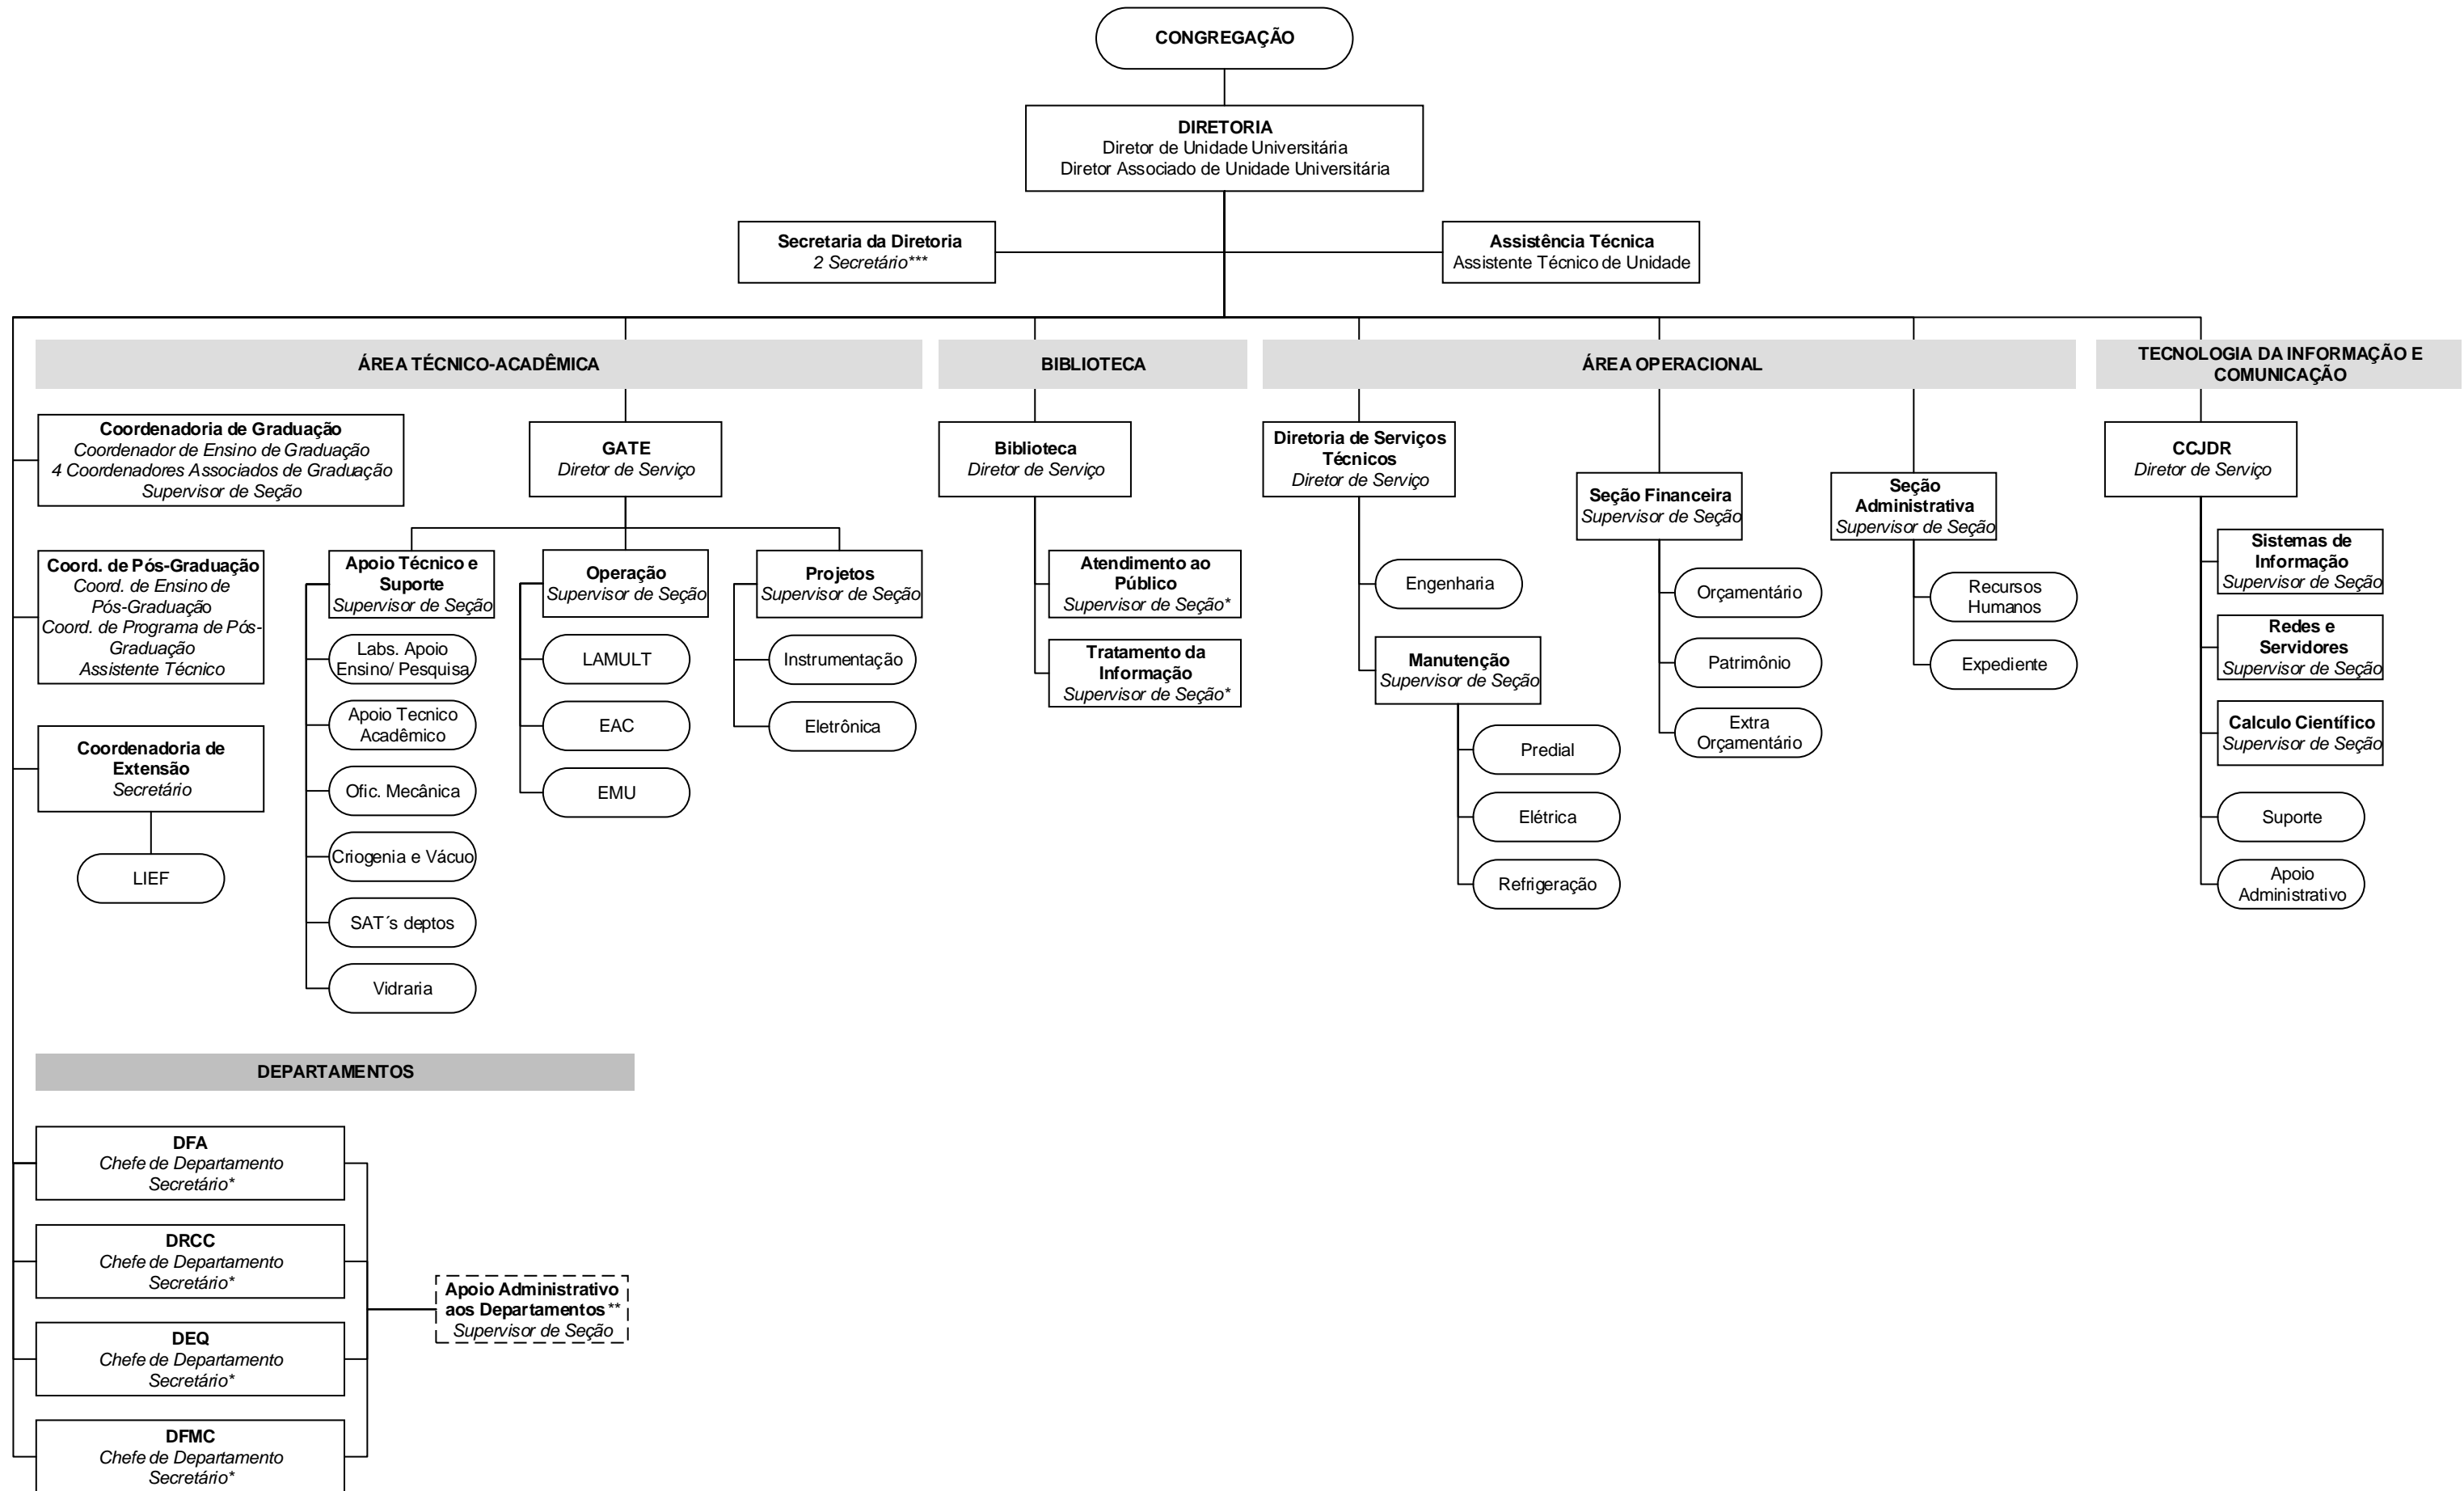 CONGREGAÇÃO
DIRETORIA
Diretor de Unidade Universitária
Diretor Associado de Unidade Universitária
Secretaria da Diretoria
2 Secretário***
Assistência Técnica
Assistente Técnico de Unidade
ÁREA TÉCNICO-ACADÊMICA
BIBLIOTECA
ÁREA OPERACIONAL
TECNOLOGIA DA INFORMAÇÃO E
COMUNICAÇÃO
Coordenadoria de Graduação
Coordenador de Ensino de Graduação
4 Coordenadores Associados de Graduação
Supervisor de Seção
Coord. de Pós-Graduação
Coord. de Ensino de
Pós-Graduação
Coord. de Programa de Pós-
Graduação
Assistente Técnico
Coordenadoria de
Extensão
Secretário
LIEF
GATE
Diretor de Serviço
Apoio Técnico e
Suporte
Supervisor de Seção
Labs. Apoio
Ensino/ Pesquisa
Apoio Tecnico
Acadêmico
Ofic. Mecânica
Criogenia e Vácuo
SAT´s deptos
Vidraria
Operação
Supervisor de Seção
LAMULT
EAC
EMU
Projetos
Supervisor de Seção
Instrumentação
Eletrônica
Biblioteca
Diretor de Serviço
Atendimento ao
Público
Supervisor de Seção*
Tratamento da
Informação
Supervisor de Seção*
Diretoria de Serviços
Técnicos
Diretor de Serviço
Engenharia
Manutenção
Supervisor de Seção
Predial
Elétrica
Refrigeração
Seção Financeira
Supervisor de Seção
Orçamentário
Patrimônio
Extra
Orçamentário
Seção
Administrativa
Supervisor de Seção
Recursos
Humanos
Expediente
CCJDR
Diretor de Serviço
Sistemas de
Informação
Supervisor de Seção
Redes e
Servidores
Supervisor de Seção
Calculo Científico
Supervisor de Seção
Suporte
Apoio
Administrativo
DEPARTAMENTOS
DFA
Chefe de Departamento
Secretário*
DRCC
Chefe de Departamento
Secretário*
DEQ
Chefe de Departamento
Secretário*
DFMC
Chefe de Departamento
Secretário*
Apoio Administrativo
aos Departamentos **
Supervisor de Seção